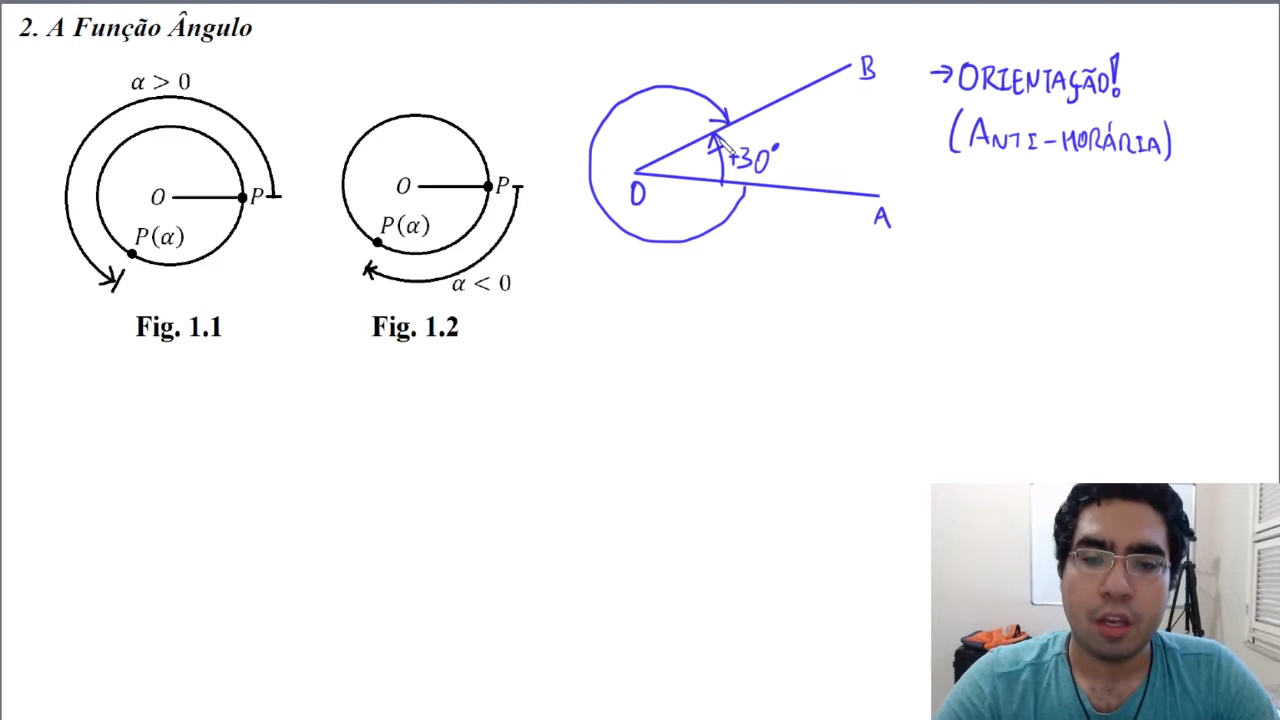 2. A Função Ângulo
α > 0
O P
P(α)
Fig. 1.1
O P
P(α)
α < 0
Fig. 1.2
B
+30°
O
A
→ ORIENTAÇÃO!
(ANTI-HORÁRIA)